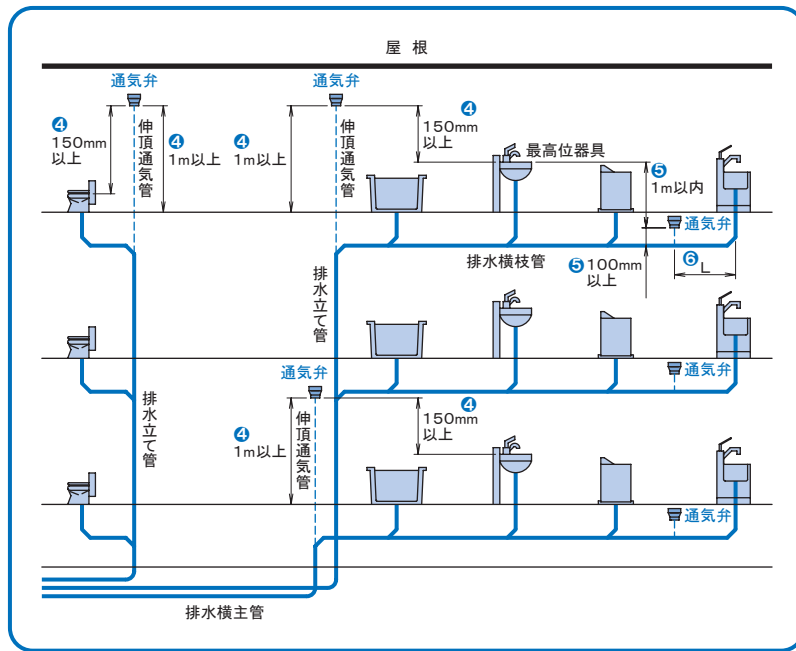 屋根
通気弁
通気弁
❹
150mm
以上
伸頂通気管
❹
1m以上
❹
1m以上
伸頂通気管
❹
150mm
以上
最高位器具
❺
1m以内
通気弁
排水横枝管
❺100mm
以上
❻L
排水立て管
通気弁
通気弁
排水立て管
❹
1m以上
伸頂通気管
❹
150mm
以上
通気弁
排水横主管